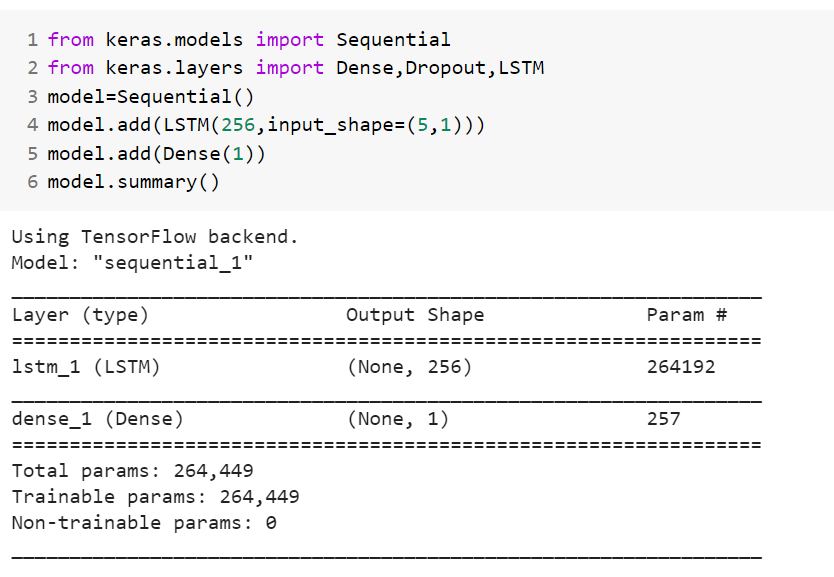 1 from keras.models import Sequential
2 from keras.layers import Dense,Dropout,LSTM
3 model=Sequential()
4 model.add(LSTM(256,input_shape=(5,1)))
5 model.add(Dense(1))
6 model.summary()
Using TensorFlow backend.
Model: "sequential_1"
_________________________________________________________________
Layer (type)                 Output Shape              Param #
=================================================================
lstm_1 (LSTM)                (None, 256)               264192
_________________________________________________________________
dense_1 (Dense)              (None, 1)                 257
=================================================================
Total params: 264,449
Trainable params: 264,449
Non-trainable params: 0
_________________________________________________________________